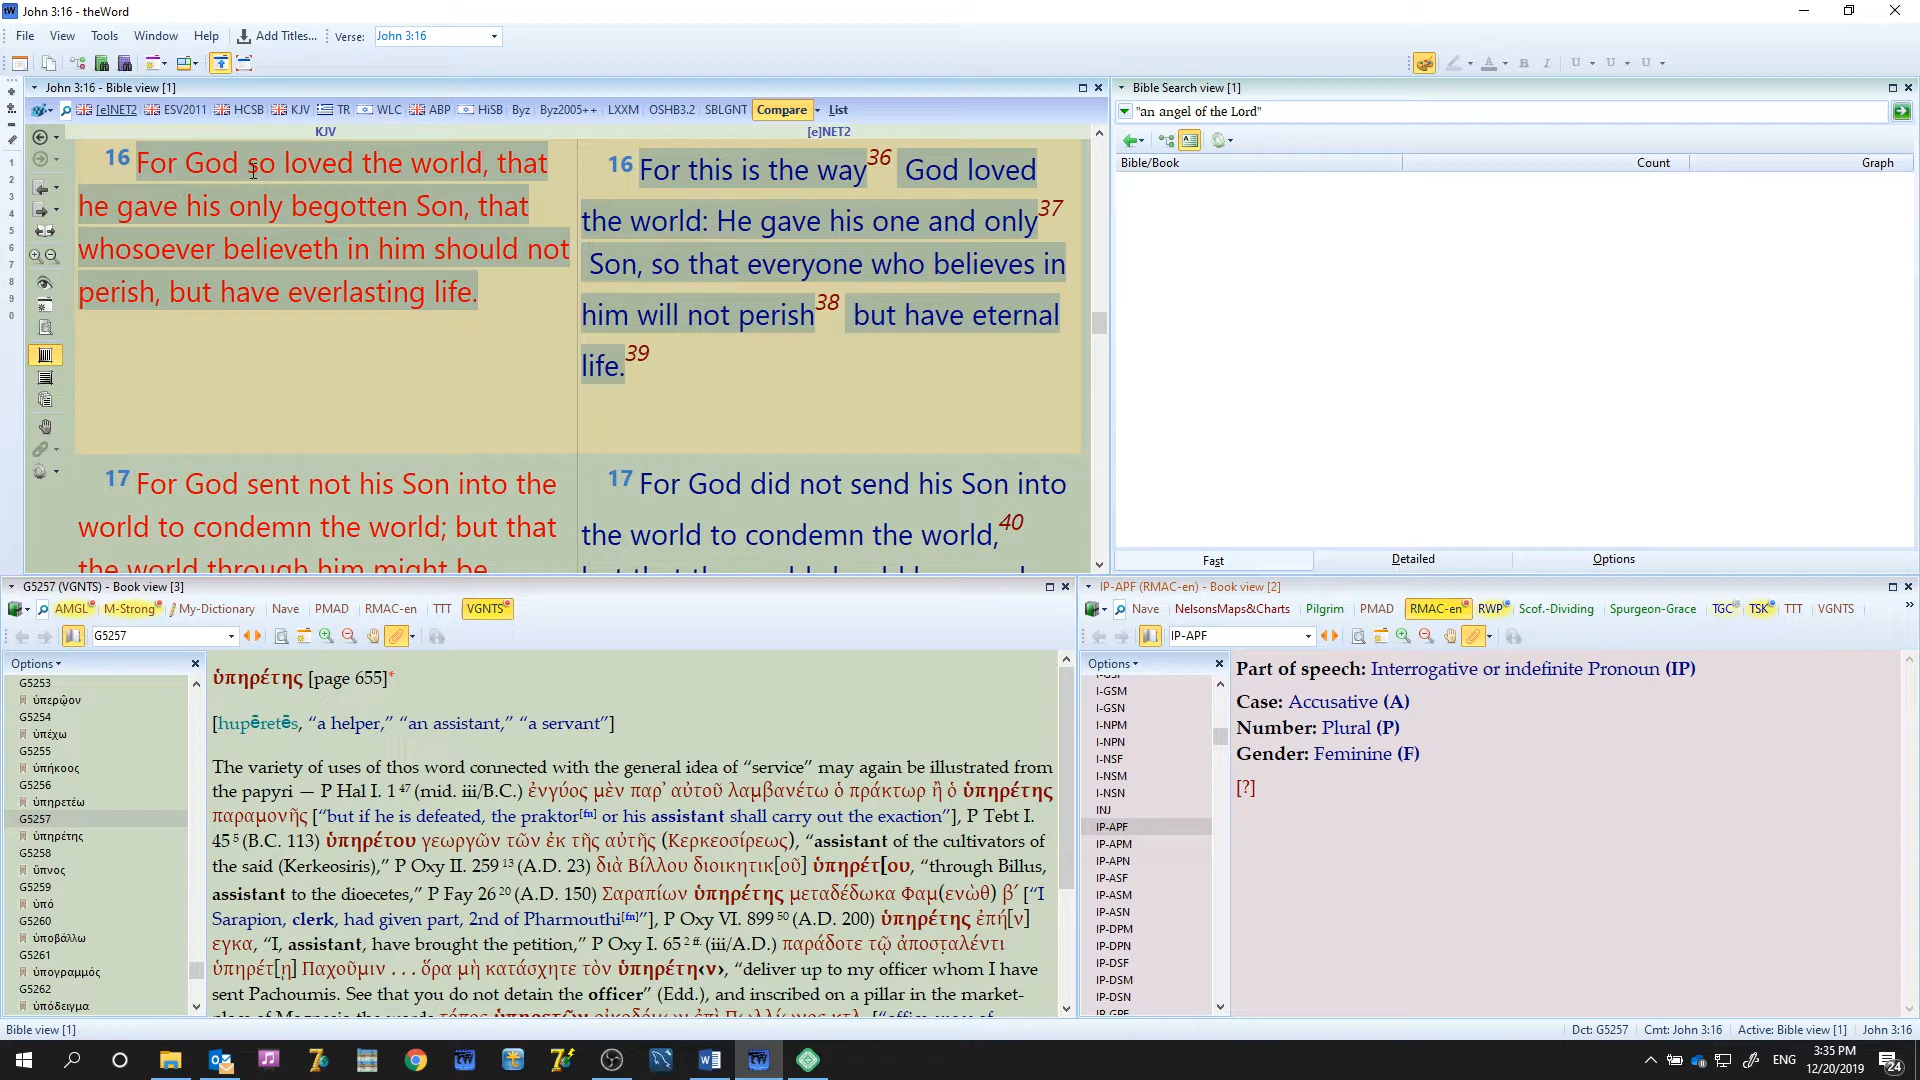 John 3:16 - theWord
File View Tools Window Help Add Titles... Verse: John 3:16
John 3:16 - Bible view [1]
[e]NET2 ESV2011 HCSB KJV TR WLC ABP HiSB Byz Byz2005++ LXXM OSHB3.2 SBLGNT Compare List
KJV
16 For God so loved the world, that
he gave his only begotten Son, that
whosoever believeth in him should not
perish, but have everlasting life.
17 For God sent not his Son into the
world to condemn the world; but that
the world through him might be
[e]NET2
16 For this is the way36 God loved
the world: He gave his one and only37
Son, so that everyone who believes in
him will not perish38 but have eternal
life.39
17 For God did not send his Son into
the world to condemn the world,40
1
2
3
4
5
6
7
8
9
0
Bible Search view [1]
"an angel of the Lord"
Bible/Book Count Graph
Fast Detailed Options
G5257 (VGNTS) - Book view [3]
AMGL M-Strong My-Dictionary Nave PMAD RMAC-en TTT VGNTS
G5257
Options
G5253
ὑπερῷον
G5254
ὑπέχω
G5255
ὑπήκοος
G5256
ὑπηρετέω
G5257
ὑπηρέτης
G5258
ὕπνος
G5259
ὑπό
G5260
ὑποβάλλω
G5261
ὑπογραμμός
G5262
ὑπόδειγμα
ὑπηρέτης [page 655]*
[hupēretēs, “a helper,” “an assistant,” “a servant”]
The variety of uses of thos word connected with the general idea of “service” may again be illustrated from
the papyri — P Hal I. 1 47 (mid. iii/B.C.) ἐνγύος μὲν παρ’ αὐτοῦ λαμβανέτω ὁ πράκτωρ ἢ ὁ ὑπηρέτης
παραμονῆς [“but if he is defeated, the praktor[fn] or his assistant shall carry out the exaction”], P Tebt I.
45 5 (B.C. 113) ὑπηρέτου γεωργῶν τῶν ἐκ τῆς αὐτῆς (Κερκεοσίρεως), “assistant of the cultivators of
the said (Kerkeosiris),” P Oxy II. 259 13 (A.D. 23) διὰ Βίλλου διοικητικ[οῦ] ὑπηρέτ[ου, “through Billus,
assistant to the dioecetes,” P Fay 26 20 (A.D. 150) Σαραπίων ὑπηρέτης μεταδέδωκα Φαμ(ενὼθ) β´ [“I
Sarapion, clerk, had given part, 2nd of Pharmouthi[fn]”], P Oxy VI. 899 50 (A.D. 200) ὑπηρέτης ἐπή[ν]
εγκα, “I, assistant, have brought the petition,” P Oxy I. 65 2 ff. (iii/A.D.) παράδοτε τῷ ἀποσταλέντι
ὑπηρέτ[ῃ] Παχοῦμιν . . . ὅρα μὴ κατάσχητε τὸν ὑπηρέτη‹ν›, “deliver up to my officer whom I have
sent Pachoumis. See that you do not detain the officer” (Edd.), and inscribed on a pillar in the market-
IP-APF (RMAC-en) - Book view [2]
Nave NelsonsMaps&Charts Pilgrim PMAD RMAC-en RWP Scof.-Dividing Spurgeon-Grace TGC TSK TTT VGNTS
IP-APF
Options
I-GSM
I-GSN
I-NPM
I-NPN
I-NSF
I-NSM
I-NSN
INJ
IP-APF
IP-APM
IP-APN
IP-ASF
IP-ASM
IP-ASN
IP-DPM
IP-DPN
IP-DSF
IP-DSM
IP-DSN
IP-GPF
Part of speech: Interrogative or indefinite Pronoun (IP)
Case: Accusative (A)
Number: Plural (P)
Gender: Feminine (F)
[?]
Bible view [1] Dct: G5257 Cmt: John 3:16 Active: Bible view [1] John 3:16
ENG 3:35 PM
12/20/2019 24